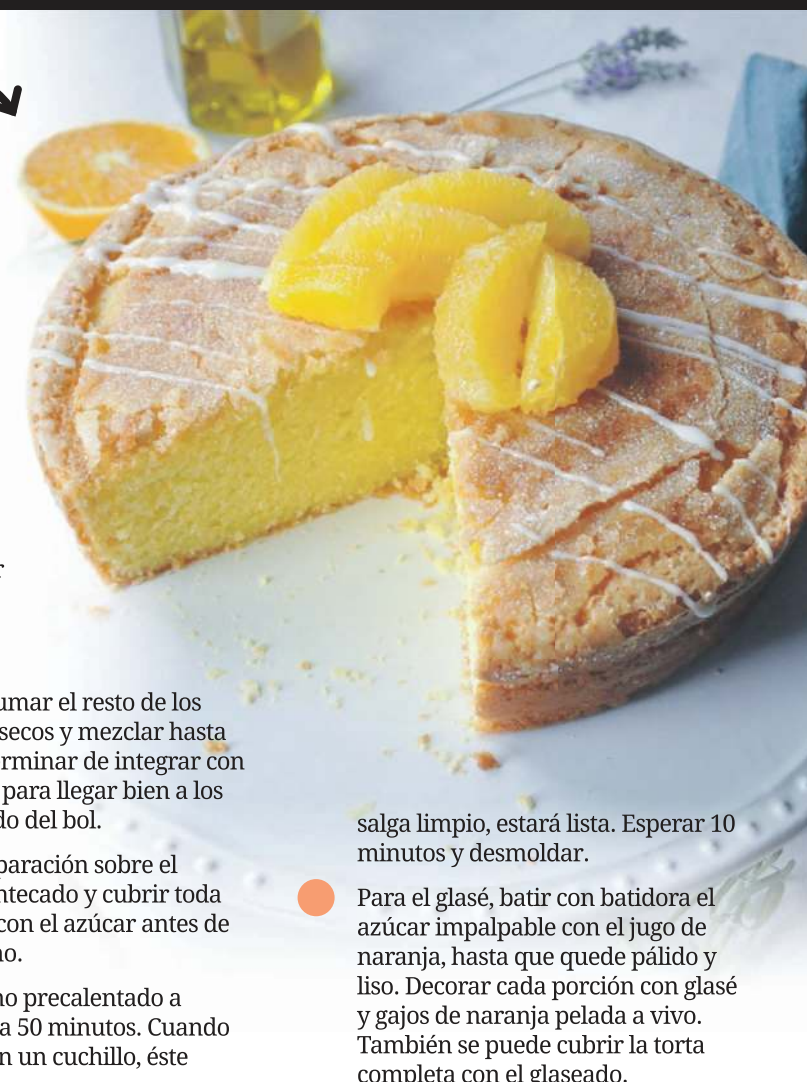 umar el resto de los
secos y mezclar hasta
rminar de integrar con
para llegar bien a los
do del bol.
paración sobre el
ntecado y cubrir toda
con el azúcar antes de
no.
no precalentado a
a 50 minutos. Cuando
n un cuchillo, éste
salga limpio, estará lista. Esperar 10
minutos y desmoldar.
Para el glasé, batir con batidora el
azúcar impalpable con el jugo de
naranja, hasta que quede pálido y
liso. Decorar cada porción con glasé
y gajos de naranja pelada a vivo.
También se puede cubrir la torta
completa con el glaseado.